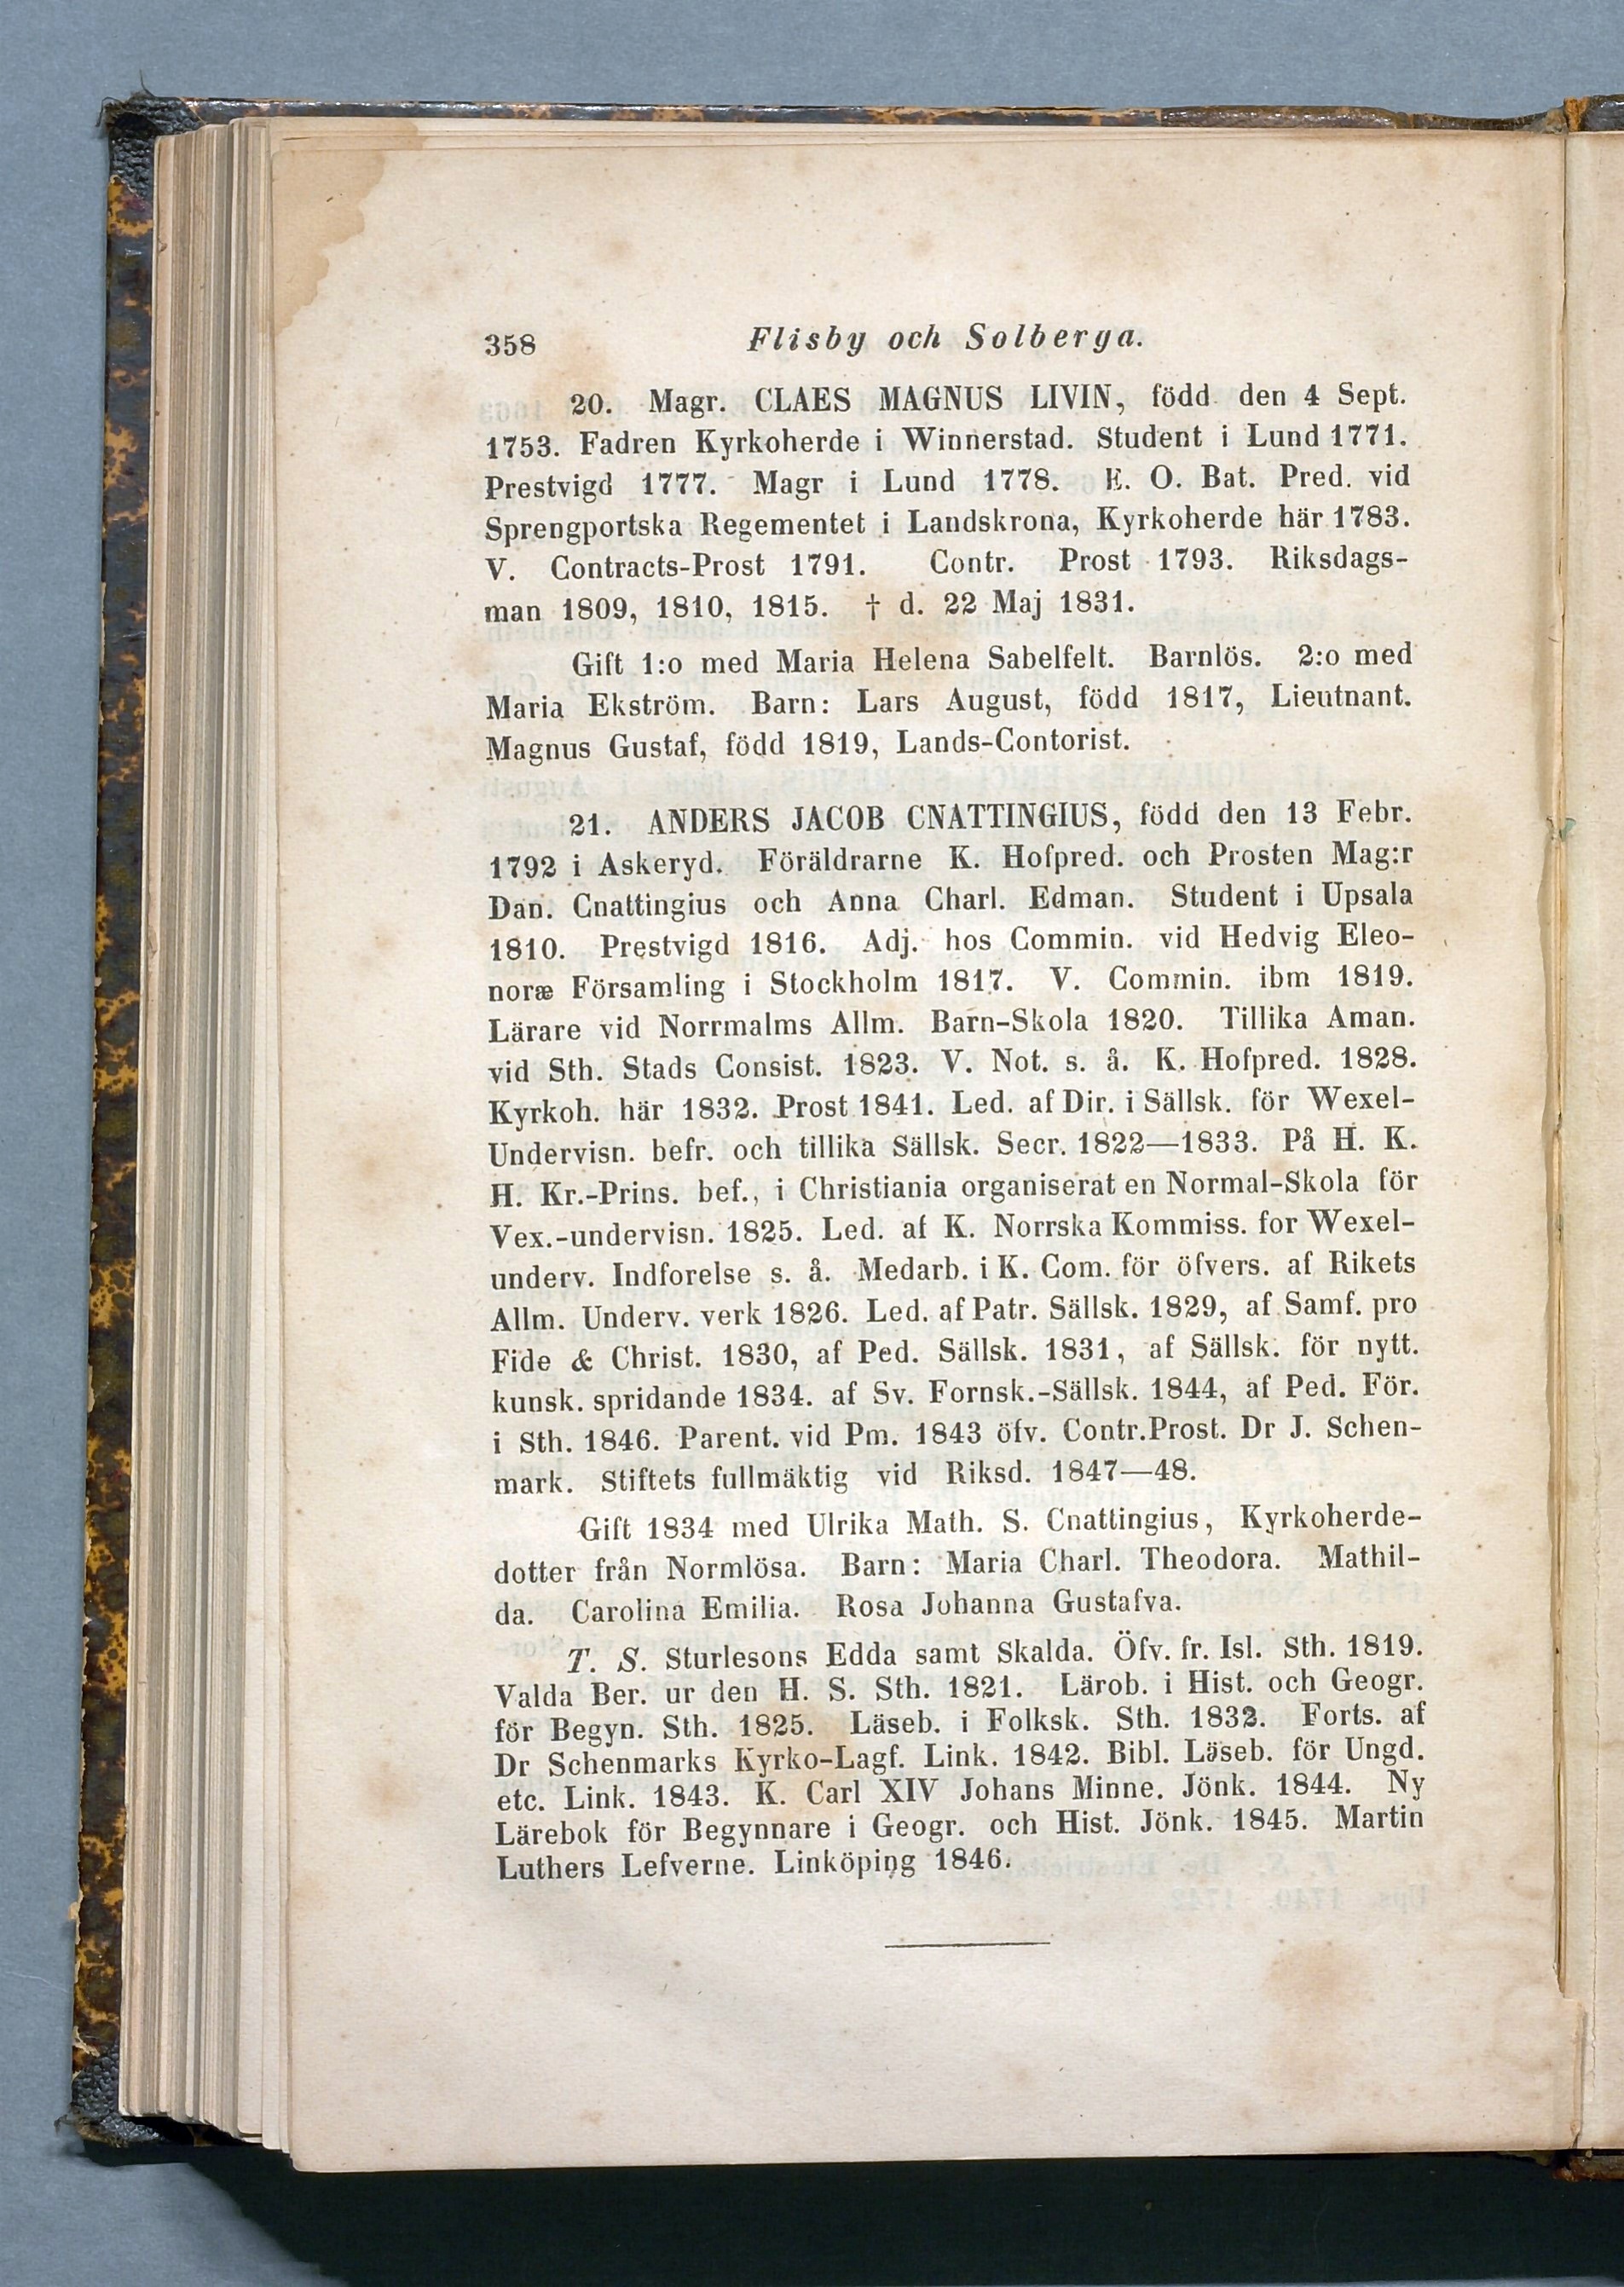 358 Flisby och Solberga.
20. Magr. CLAES MAGNUS LIVIN, född den 4 Sept.
1753. Fadren Kyrkoherde i Winnerstad. Student i Lund 1771.
Prestvigd 1777. Magr i Lund 1778. E. O. Bat. Pred. vid
Sprengportska Regementet i Landskrona, Kyrkoherde här 1783.
V. Contracts-Prost 1791. Contr. Prost 1793. Riksdags-
man 1809, 1810, 1815. † d. 22 Maj 1831.
Gift 1:o med Maria Helena Sabelfelt. Barnlös. 2:o med
Maria Ekström. Barn: Lars August, född 1817, Lieutnant.
Magnus Gustaf, född 1819, Lands-Contorist.
21. ANDERS JACOB CNATTINGIUS, född den 13 Febr.
1792 i Askeryd. Föräldrarne K. Hofpred. och Prosten Mag:r
Dan. Cnattingius och Anna Charl. Edman. Student i Upsala
1810. Prestvigd 1816. Adj. hos Commin. vid Hedvig Eleo-
noræ Församling i Stockholm 1817. V. Commin. ibm 1819.
Lärare vid Norrmalms Allm. Barn-Skola 1820. Tillika Aman.
vid Sth. Stads Consist. 1823. V. Not. s. å. K. Hofpred. 1828.
Kyrkoh. här 1832. Prost 1841. Led. af Dir. i Sällsk. för Wexel-
Undervisn. befr. och tillika Sällsk. Secr. 1822—1833. På H. K.
H. Kr.-Prins. bef., i Christiania organiserat en Normal-Skola för
Vex.-undervisn. 1825. Led. af K. Norrska Kommiss. for Wexel-
underv. Indforelse s. å. Medarb. i K. Com. för öfvers. af Rikets
Allm. Underv. verk 1826. Led. af Patr. Sällsk. 1829, af Samf. pro
Fide & Christ. 1830, af Ped. Sällsk. 1831, af Sällsk. för nytt.
kunsk. spridande 1834. af Sv. Fornsk.-Sällsk. 1844, af Ped. För.
i Sth. 1846. Parent. vid Pm. 1843 öfv. Contr.Prost. Dr J. Schen-
mark. Stiftets fullmäktig vid Riksd. 1847—48.
Gift 1834 med Ulrika Math. S. Cnattingius, Kyrkoherde-
dotter från Normlösa. Barn: Maria Charl. Theodora. Mathil-
da. Carolina Emilia. Rosa Johanna Gustafva.
T. S. Sturlesons Edda samt Skalda. Öfv. fr. Isl. Sth. 1819.
Valda Ber. ur den H. S. Sth. 1821. Lärob. i Hist. och Geogr.
för Begyn. Sth. 1825. Läseb. i Folksk. Sth. 1832. Forts. af
Dr Schenmarks Kyrko-Lagf. Link. 1842. Bibl. Läseb. för Ungd.
etc. Link. 1843. K. Carl XIV Johans Minne. Jönk. 1844. Ny
Lärebok för Begynnare i Geogr. och Hist. Jönk. 1845. Martin
Luthers Lefverne. Linköping 1846.